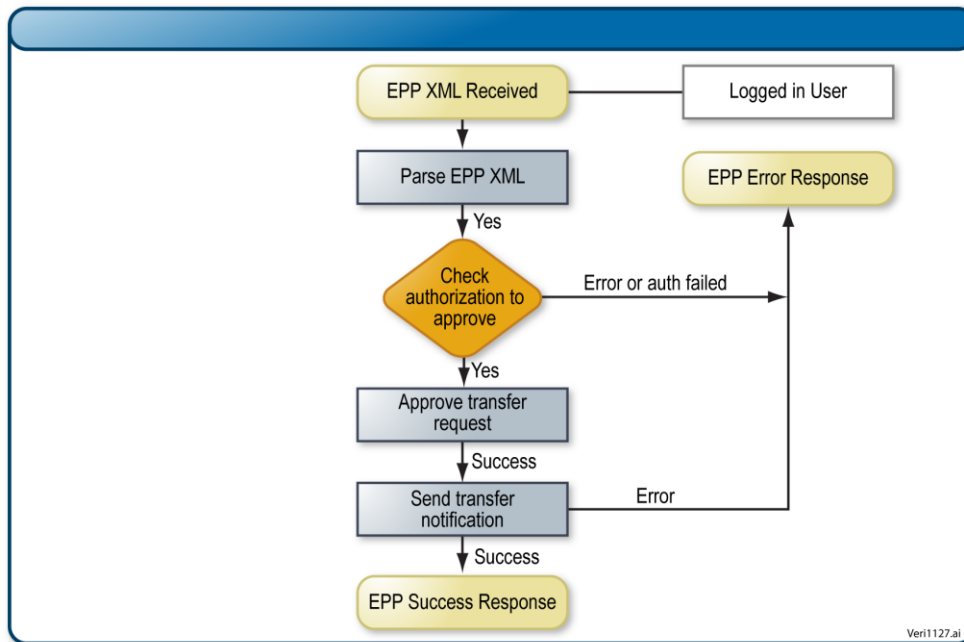 EPP XML Received
Logged in User
Parse EPP XML
EPP Error Response
Yes
Check
authorization to
approve
Error or auth failed
Yes
Approve transfer
request
Success
Send transfer
notification
Error
Success
EPP Success Response
Veri1127.ai